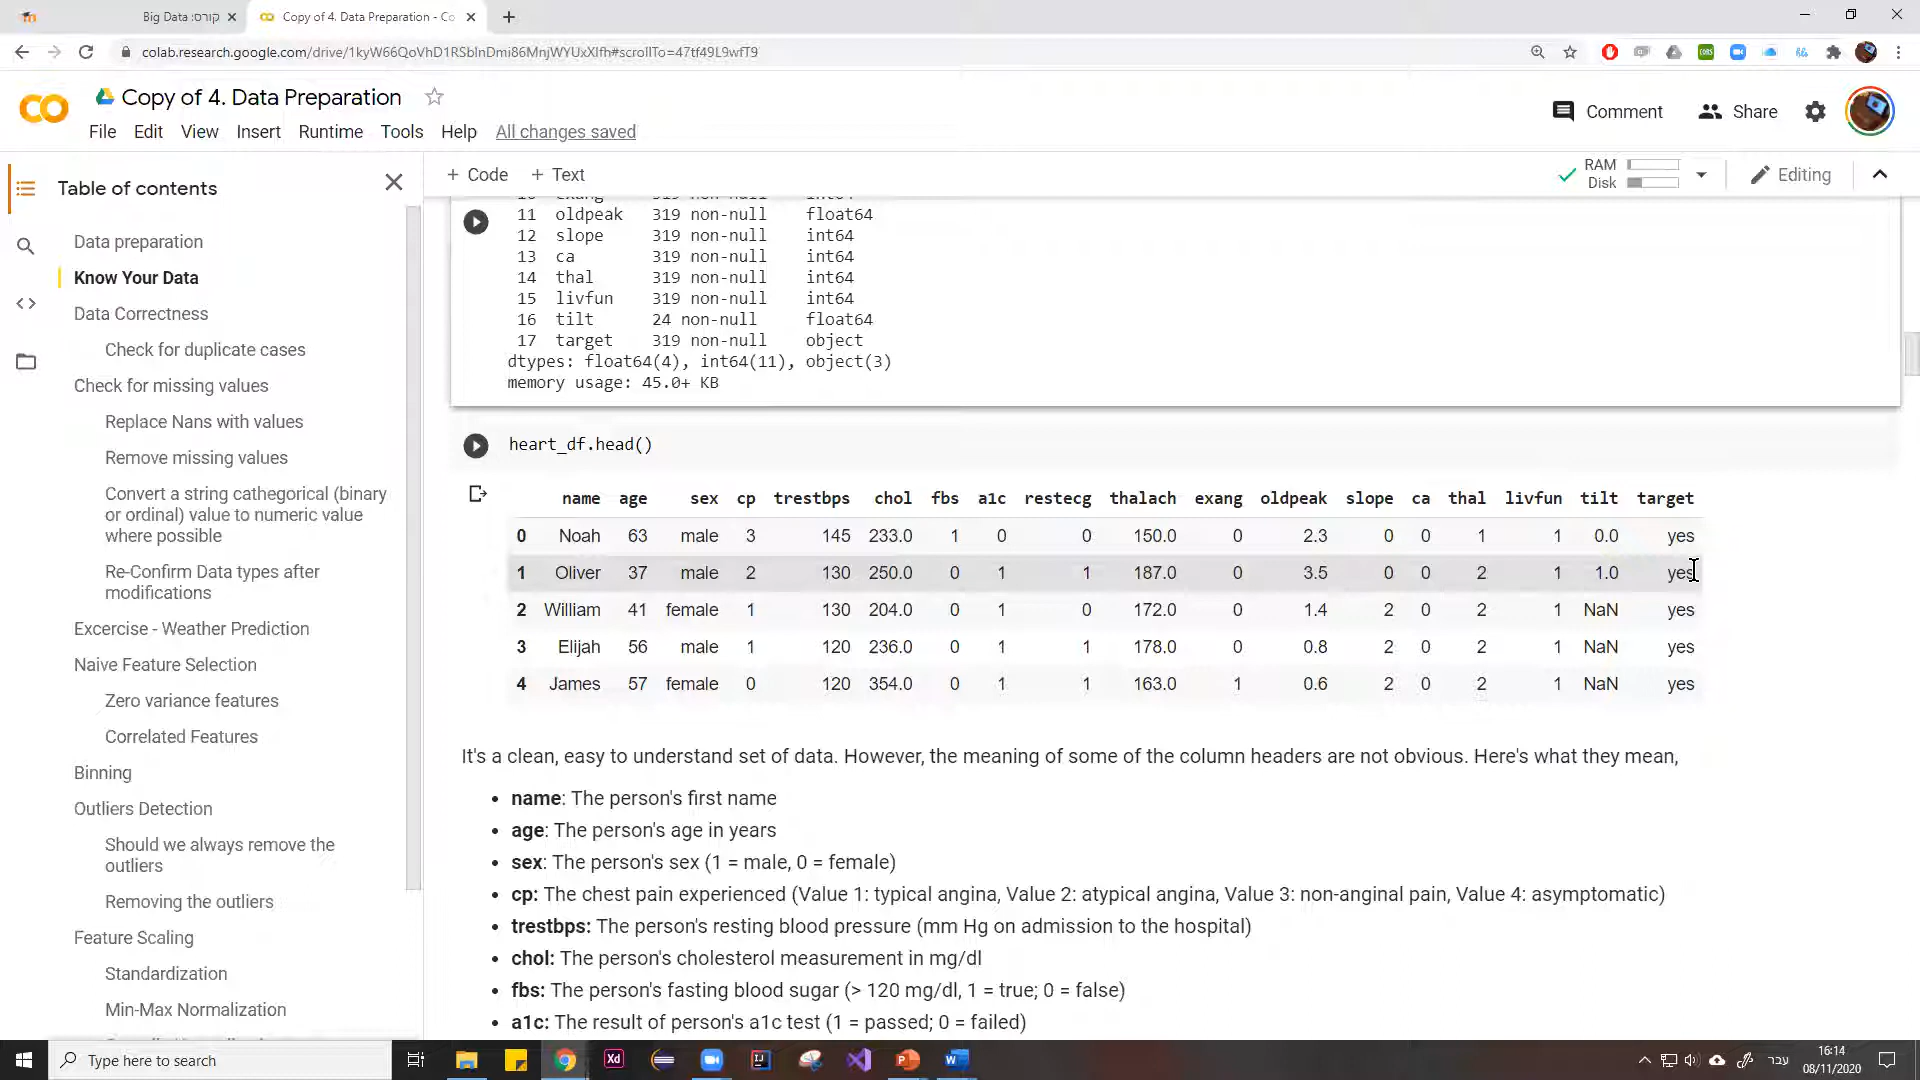 קורס: Big Data
Copy of 4. Data Preparation - Co
colab.research.google.com/drive/1kyW66QoVhD1RSblnDmi86MnjWYUxXlfh#scrollTo=47tf49L9wfT9
Copy of 4. Data Preparation
File Edit View Insert Runtime Tools Help All changes saved
Comment Share
Table of contents
+ Code + Text
RAM
Disk
Editing
Data preparation
Know Your Data
Data Correctness
Check for duplicate cases
Check for missing values
Replace Nans with values
Remove missing values
Convert a string cathegorical (binary
or ordinal) value to numeric value
where possible
Re-Confirm Data types after
modifications
Excercise - Weather Prediction
Naive Feature Selection
Zero variance features
Correlated Features
Binning
Outliers Detection
Should we always remove the
outliers
Removing the outliers
Feature Scaling
Standardization
Min-Max Normalization
11 oldpeak 319 non-null float64
12 slope 319 non-null int64
13 ca 319 non-null int64
14 thal 319 non-null int64
15 livfun 319 non-null int64
16 tilt 24 non-null float64
17 target 319 non-null object
dtypes: float64(4), int64(11), object(3)
memory usage: 45.0+ KB
heart_df.head()
name age sex cp trestbps chol fbs a1c restecg thalach exang oldpeak slope ca thal livfun tilt target
0 Noah 63 male 3 145 233.0 1 0 0 150.0 0 2.3 0 0 1 1 0.0 yes
1 Oliver 37 male 2 130 250.0 0 1 1 187.0 0 3.5 0 0 2 1 1.0 yes
2 William 41 female 1 130 204.0 0 1 0 172.0 0 1.4 2 0 2 1 NaN yes
3 Elijah 56 male 1 120 236.0 0 1 1 178.0 0 0.8 2 0 2 1 NaN yes
4 James 57 female 0 120 354.0 0 1 1 163.0 1 0.6 2 0 2 1 NaN yes
It's a clean, easy to understand set of data. However, the meaning of some of the column headers are not obvious. Here's what they mean,
• name: The person's first name
• age: The person's age in years
• sex: The person's sex (1 = male, 0 = female)
• cp: The chest pain experienced (Value 1: typical angina, Value 2: atypical angina, Value 3: non-anginal pain, Value 4: asymptomatic)
• trestbps: The person's resting blood pressure (mm Hg on admission to the hospital)
• chol: The person's cholesterol measurement in mg/dl
• fbs: The person's fasting blood sugar (> 120 mg/dl, 1 = true; 0 = false)
• a1c: The result of person's a1c test (1 = passed; 0 = failed)
Type here to search
Xd
עבר
16:14
08/11/2020